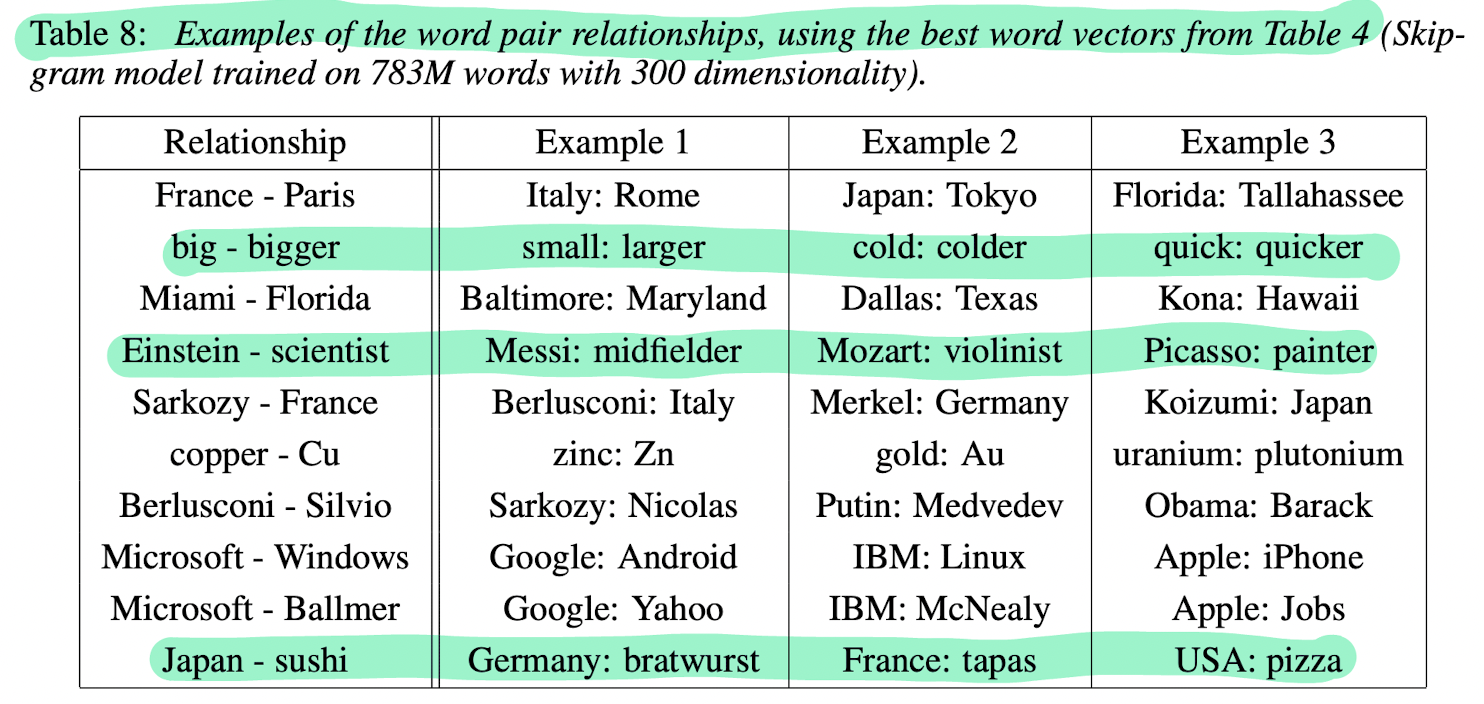 Table 8: Examples of the word pair relationships, using the best word vectors from Table 4 (Skip-
gram model trained on 783M words with 300 dimensionality).
Relationship Example 1 Example 2 Example 3
France - Paris Italy: Rome Japan: Tokyo Florida: Tallahassee
big - bigger small: larger cold: colder quick: quicker
Miami - Florida Baltimore: Maryland Dallas: Texas Kona: Hawaii
Einstein - scientist Messi: midfielder Mozart: violinist Picasso: painter
Sarkozy - France Berlusconi: Italy Merkel: Germany Koizumi: Japan
copper - Cu zinc: Zn gold: Au uranium: plutonium
Berlusconi - Silvio Sarkozy: Nicolas Putin: Medvedev Obama: Barack
Microsoft - Windows Google: Android IBM: Linux Apple: iPhone
Microsoft - Ballmer Google: Yahoo IBM: McNealy Apple: Jobs
Japan - sushi Germany: bratwurst France: tapas USA: pizza